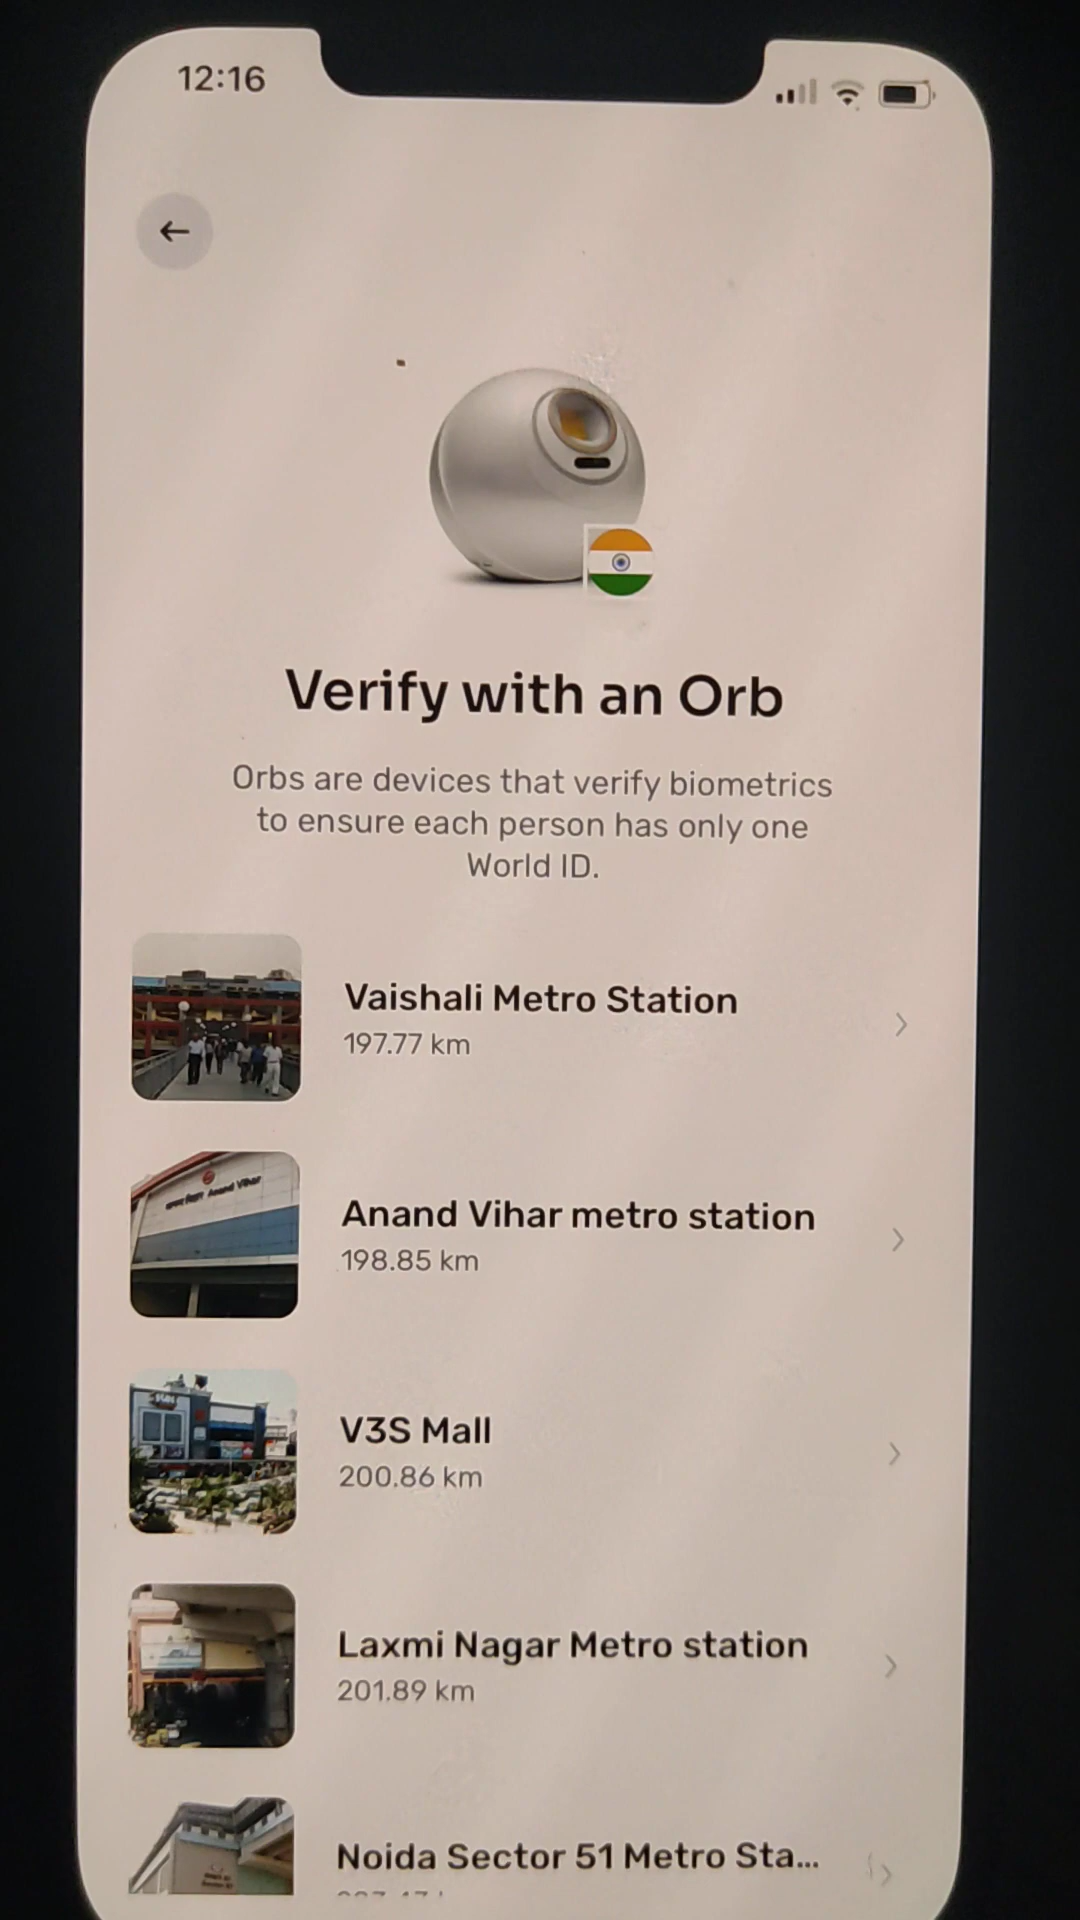 12:16
Verify with an Orb
Orbs are devices that verify biometrics
to ensure each person has only one
World ID.
Vaishali Metro Station
197.77 km
Anand Vihar
Anand Vihar metro station
198.85 km
V3S Mall
200.86 km
Laxmi Nagar Metro station
201.89 km
Noida Sector 51 Metro Sta...